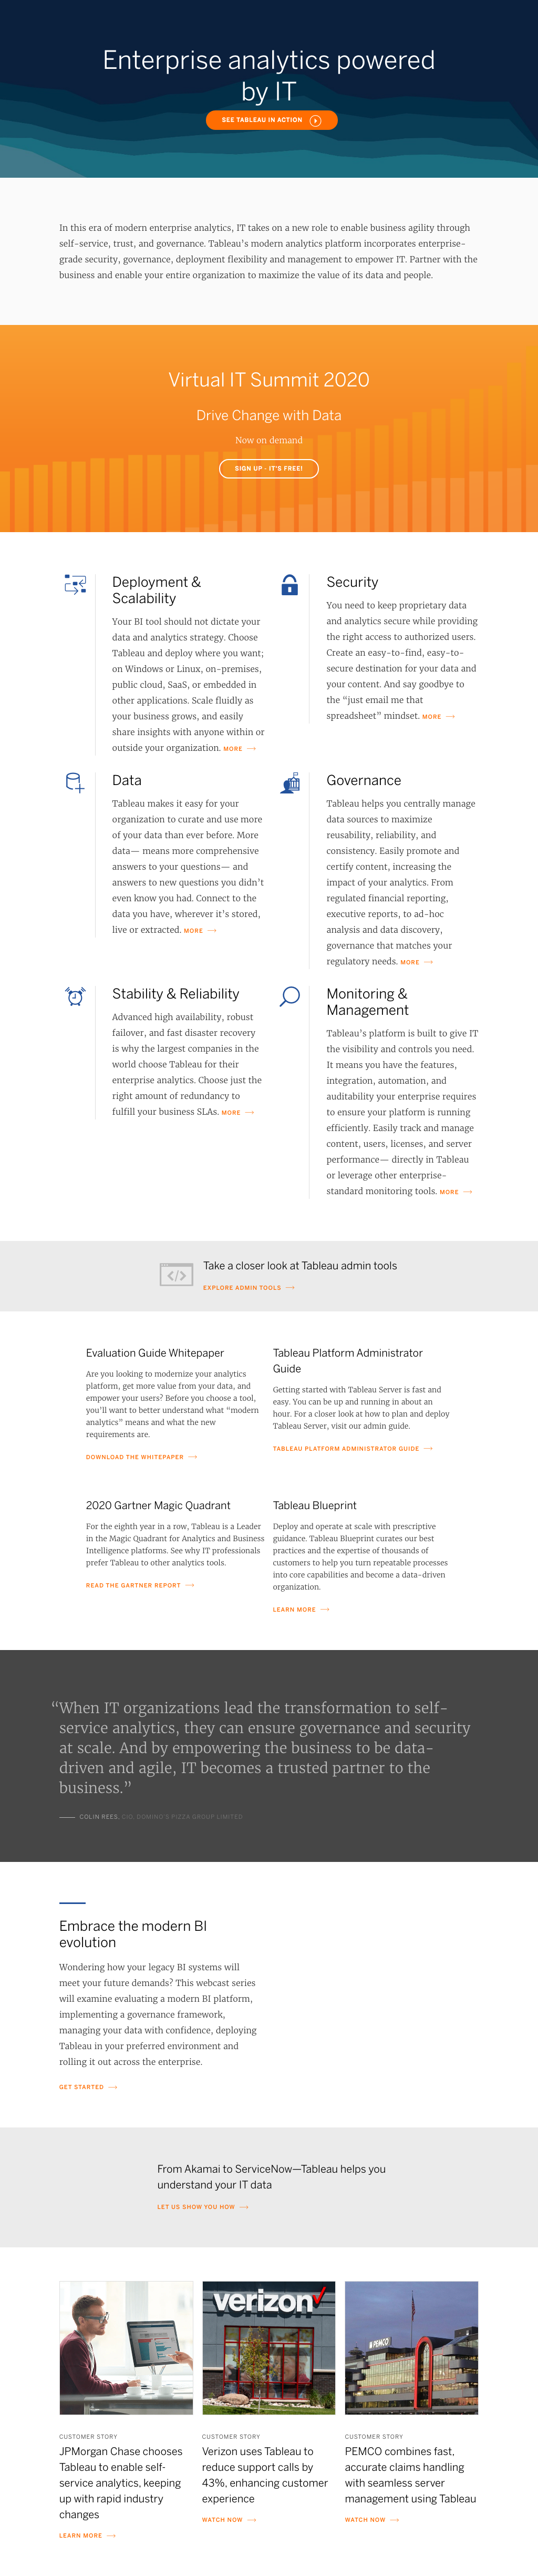 Enterprise analytics powered
by IT
SEE TABLEAU IN ACTION
In this era of modern enterprise analytics, IT takes on a new role to enable business agility through
self-service, trust, and governance. Tableau's modern analytics platform incorporates enterprise-
grade security, governance, deployment flexibility and management to empower IT. Partner with the
business and enable your entire organization to maximize the value of its data and people.
Virtual IT Summit 2020
Drive Change with Data
Now on demand
SIGN UP - IT'S FREE!
Deployment &
Scalability
Your BI tool should not dictate your
data and analytics strategy. Choose
Tableau and deploy where you want;
on Windows or Linux, on-premises,
public cloud, SaaS, or embedded in
other applications. Scale fluidly as
your business grows, and easily
share insights with anyone within or
outside your organization. MORE
Security
You need to keep proprietary data
and analytics secure while providing
the right access to authorized users.
Create an easy-to-find, easy-to-
secure destination for your data and
your content. And say goodbye to
the “just email me that
spreadsheet” mindset. MORE
Data
Tableau makes it easy for your
organization to curate and use more
of your data than ever before. More
data— means more comprehensive
answers to your questions— and
answers to new questions you didn't
even know you had. Connect to the
data you have, wherever it's stored,
live or extracted. MORE
Governance
Tableau helps you centrally manage
data sources to maximize
reusability, reliability, and
consistency. Easily promote and
certify content, increasing the
impact of your analytics. From
regulated financial reporting,
executive reports, to ad-hoc
analysis and data discovery,
governance that matches your
regulatory needs. MORE
Stability & Reliability
Advanced high availability, robust
failover, and fast disaster recovery
is why the largest companies in the
world choose Tableau for their
enterprise analytics. Choose just the
right amount of redundancy to
fulfill your business SLAs. MORE
Monitoring &
Management
Tableau's platform is built to give IT
the visibility and controls you need.
It means you have the features,
integration, automation, and
auditability your enterprise requires
to ensure your platform is running
efficiently. Easily track and manage
content, users, licenses, and server
performance— directly in Tableau
or leverage other enterprise-
standard monitoring tools. MORE
Take a closer look at Tableau admin tools
EXPLORE ADMIN TOOLS
Evaluation Guide Whitepaper
Are you looking to modernize your analytics
platform, get more value from your data, and
empower your users? Before you choose a tool,
you'll want to better understand what “modern
analytics” means and what the new
requirements are.
DOWNLOAD THE WHITEPAPER
Tableau Platform Administrator
Guide
Getting started with Tableau Server is fast and
easy. You can be up and running in about an
hour. For a closer look at how to plan and deploy
Tableau Server, visit our admin guide.
TABLEAU PLATFORM ADMINISTRATOR GUIDE
2020 Gartner Magic Quadrant
For the eighth year in a row, Tableau is a Leader
in the Magic Quadrant for Analytics and Business
Intelligence platforms. See why IT professionals
prefer Tableau to other analytics tools.
READ THE GARTNER REPORT
Tableau Blueprint
Deploy and operate at scale with prescriptive
guidance. Tableau Blueprint curates our best
practices and the expertise of thousands of
customers to help you turn repeatable processes
into core capabilities and become a data-driven
organization.
LEARN MORE
“When IT organizations lead the transformation to self-
service analytics, they can ensure governance and security
at scale. And by empowering the business to be data-
driven and agile, IT becomes a trusted partner to the
business.”
COLIN REES, CIO, DOMINO'S PIZZA GROUP LIMITED
Embrace the modern BI
evolution
Wondering how your legacy BI systems will
meet your future demands? This webcast series
will examine evaluating a modern BI platform,
implementing a governance framework,
managing your data with confidence, deploying
Tableau in your preferred environment and
rolling it out across the enterprise.
GET STARTED
From Akamai to ServiceNow—Tableau helps you
understand your IT data
LET US SHOW YOU HOW
verizon
PEMCO
CUSTOMER STORY
JPMorgan Chase chooses
Tableau to enable self-
service analytics, keeping
up with rapid industry
changes
LEARN MORE
CUSTOMER STORY
Verizon uses Tableau to
reduce support calls by
43%, enhancing customer
experience
WATCH NOW
CUSTOMER STORY
PEMCO combines fast,
accurate claims handling
with seamless server
management using Tableau
WATCH NOW